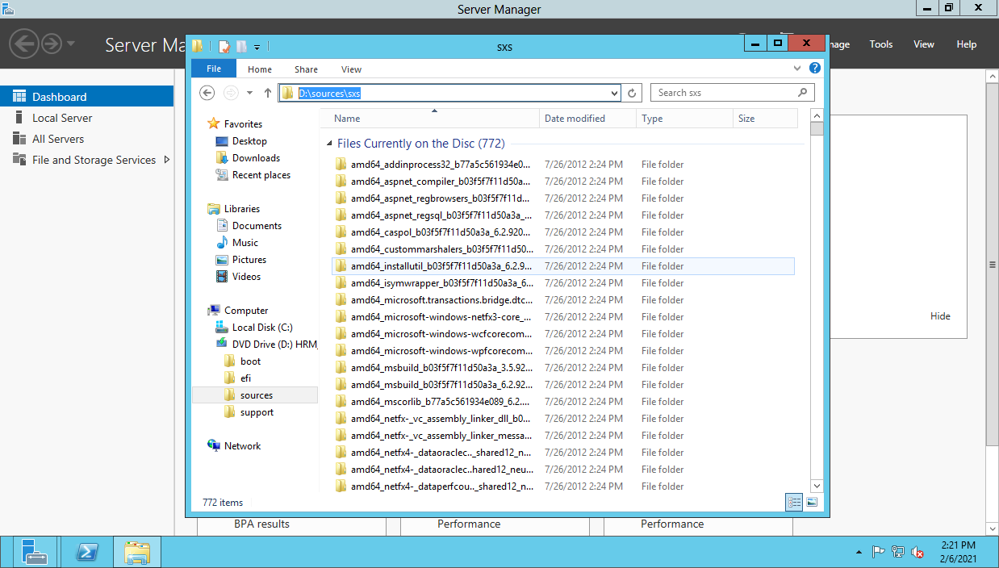 Server Manager
Server Ma
nage
Tools
View
Help
Dashboard
Local Server
All Servers
File and Storage Services
sxs
File
Home
Share
View
D:\sources\sxs
Search sxs
Favorites
Desktop
Downloads
Recent places
Libraries
Documents
Music
Pictures
Videos
Computer
Local Disk (C:)
DVD Drive (D:) HRM_
boot
efi
sources
support
Network
Name Date modified Type Size
Files Currently on the Disc (772)
amd64_addinprocess32_b77a5c561934e0... 7/26/2012 2:24 PM File folder
amd64_aspnet_compiler_b03f5f7f11d50a... 7/26/2012 2:24 PM File folder
amd64_aspnet_regbrowsers_b03f5f7f11d... 7/26/2012 2:24 PM File folder
amd64_aspnet_regsql_b03f5f7f11d50a3a_... 7/26/2012 2:24 PM File folder
amd64_caspol_b03f5f7f11d50a3a_6.2.920... 7/26/2012 2:24 PM File folder
amd64_custommarshalers_b03f5f7f11d50... 7/26/2012 2:24 PM File folder
amd64_installutil_b03f5f7f11d50a3a_6.2.9... 7/26/2012 2:24 PM File folder
amd64_isymwrapper_b03f5f7f11d50a3a_6... 7/26/2012 2:24 PM File folder
amd64_microsoft.transactions.bridge.dtc... 7/26/2012 2:24 PM File folder
amd64_microsoft-windows-netfx3-core_... 7/26/2012 2:24 PM File folder
amd64_microsoft-windows-wcfcorecom... 7/26/2012 2:24 PM File folder
amd64_microsoft-windows-wpfcorecom... 7/26/2012 2:24 PM File folder
amd64_msbuild_b03f5f7f11d50a3a_3.5.92... 7/26/2012 2:24 PM File folder
amd64_msbuild_b03f5f7f11d50a3a_6.2.92... 7/26/2012 2:24 PM File folder
amd64_mscorlib_b77a5c561934e089_6.2.... 7/26/2012 2:24 PM File folder
amd64_netfx-_vc_assembly_linker_dll_b0... 7/26/2012 2:24 PM File folder
amd64_netfx-_vc_assembly_linker_messa... 7/26/2012 2:24 PM File folder
amd64_netfx4-_dataoraclec.._shared12_n... 7/26/2012 2:24 PM File folder
amd64_netfx4-_dataoraclec..hared12_neu... 7/26/2012 2:24 PM File folder
amd64_netfx4-_dataperfcou.._shared12_n... 7/26/2012 2:24 PM File folder
772 items
Hide
BPA results
Performance
Performance
2:21 PM
2/6/2021